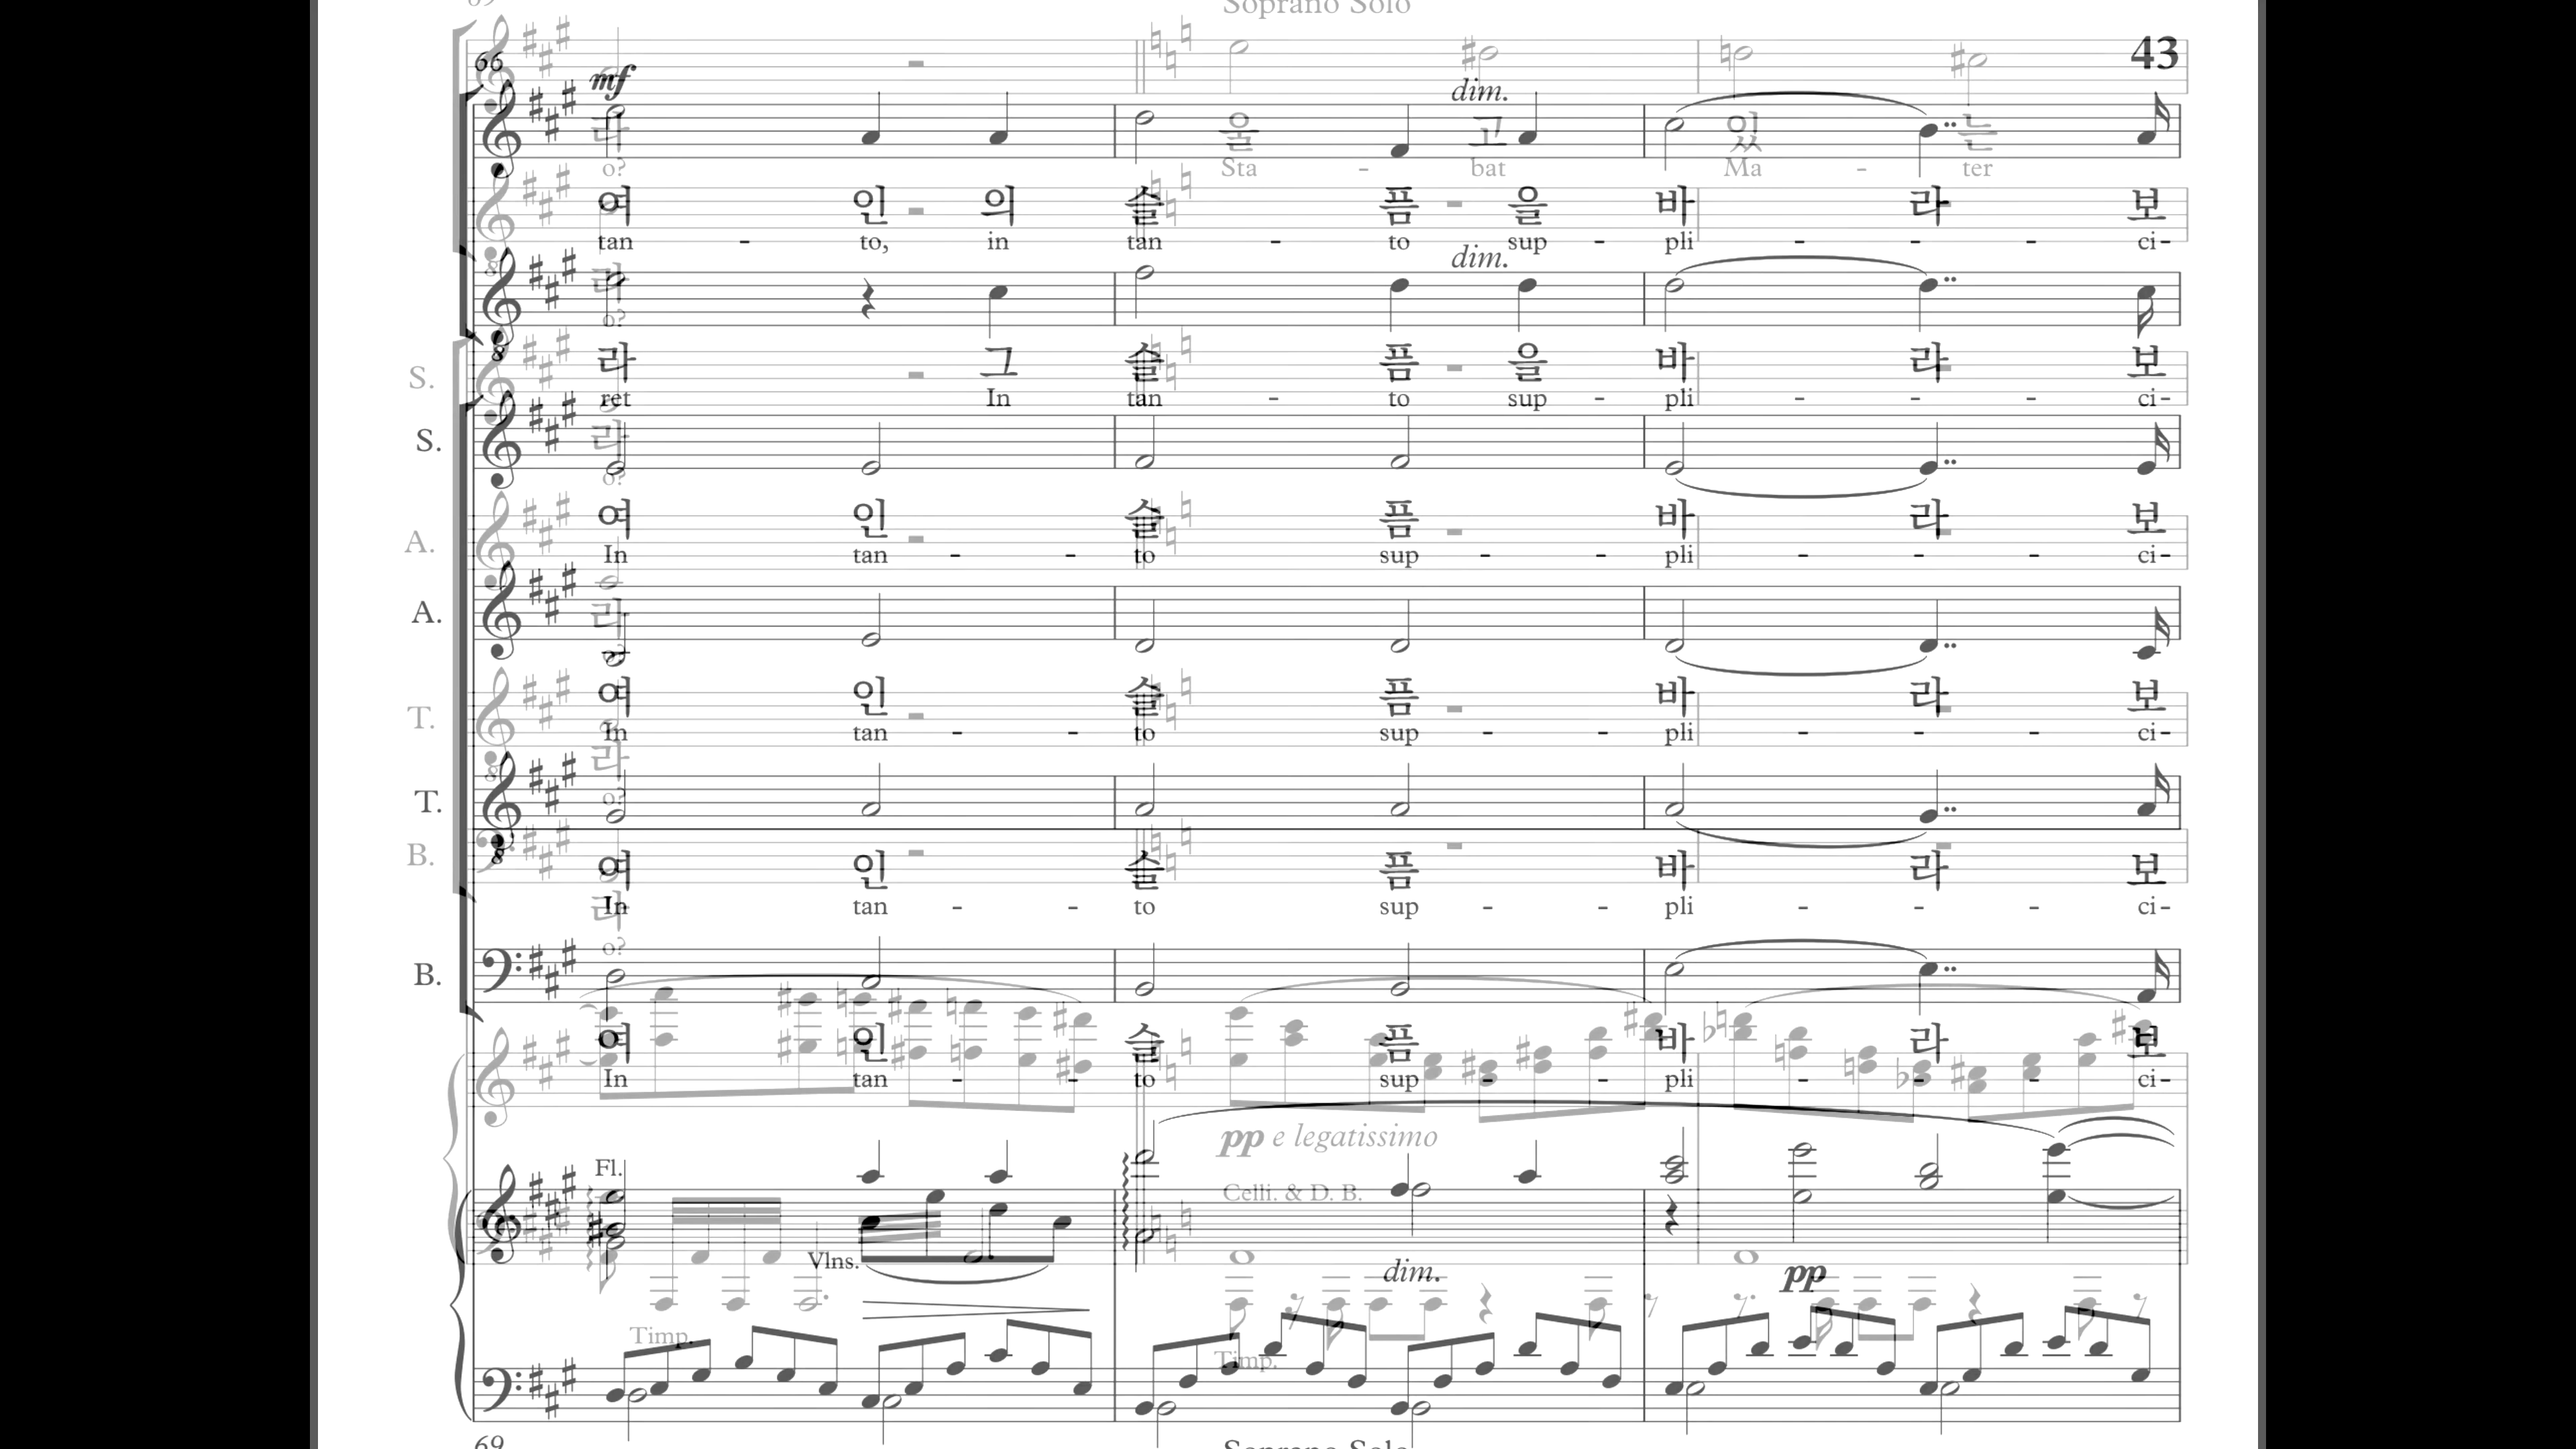 Soprano Solo
66
43
mf
dim.
울 고 있 는
o? Sta - bat Ma - ter
여 인 의 슬 픔 을 바 라 보
tan - to, in tan - to sup - pli - - - ci-
dim.
라
o?
S.
라 그 슬 픔 을 바 라 보
ret In tan - to sup - pli - - - ci-
S.
라
o?
여 인 슬 픔 바 라 보
A.
In tan - - to sup - - pli - - - ci-
A.
라
여 인 슬 픔 바 라 보
T.
In tan - - to sup - - pli - - - ci-
라
T.
o?
B.
여 인 슬 픔 바 라 보
In tan - - to sup - - pli - - - ci-
라
o?
B.
여 인 슬 픔 바 라 보
In tan - - to sup - - pli - - - ci-
pp e legatissimo
Fl.
Celli. & D. B.
Vlns.
dim.
pp
Timp.
Timp.
69
Soprano Solo